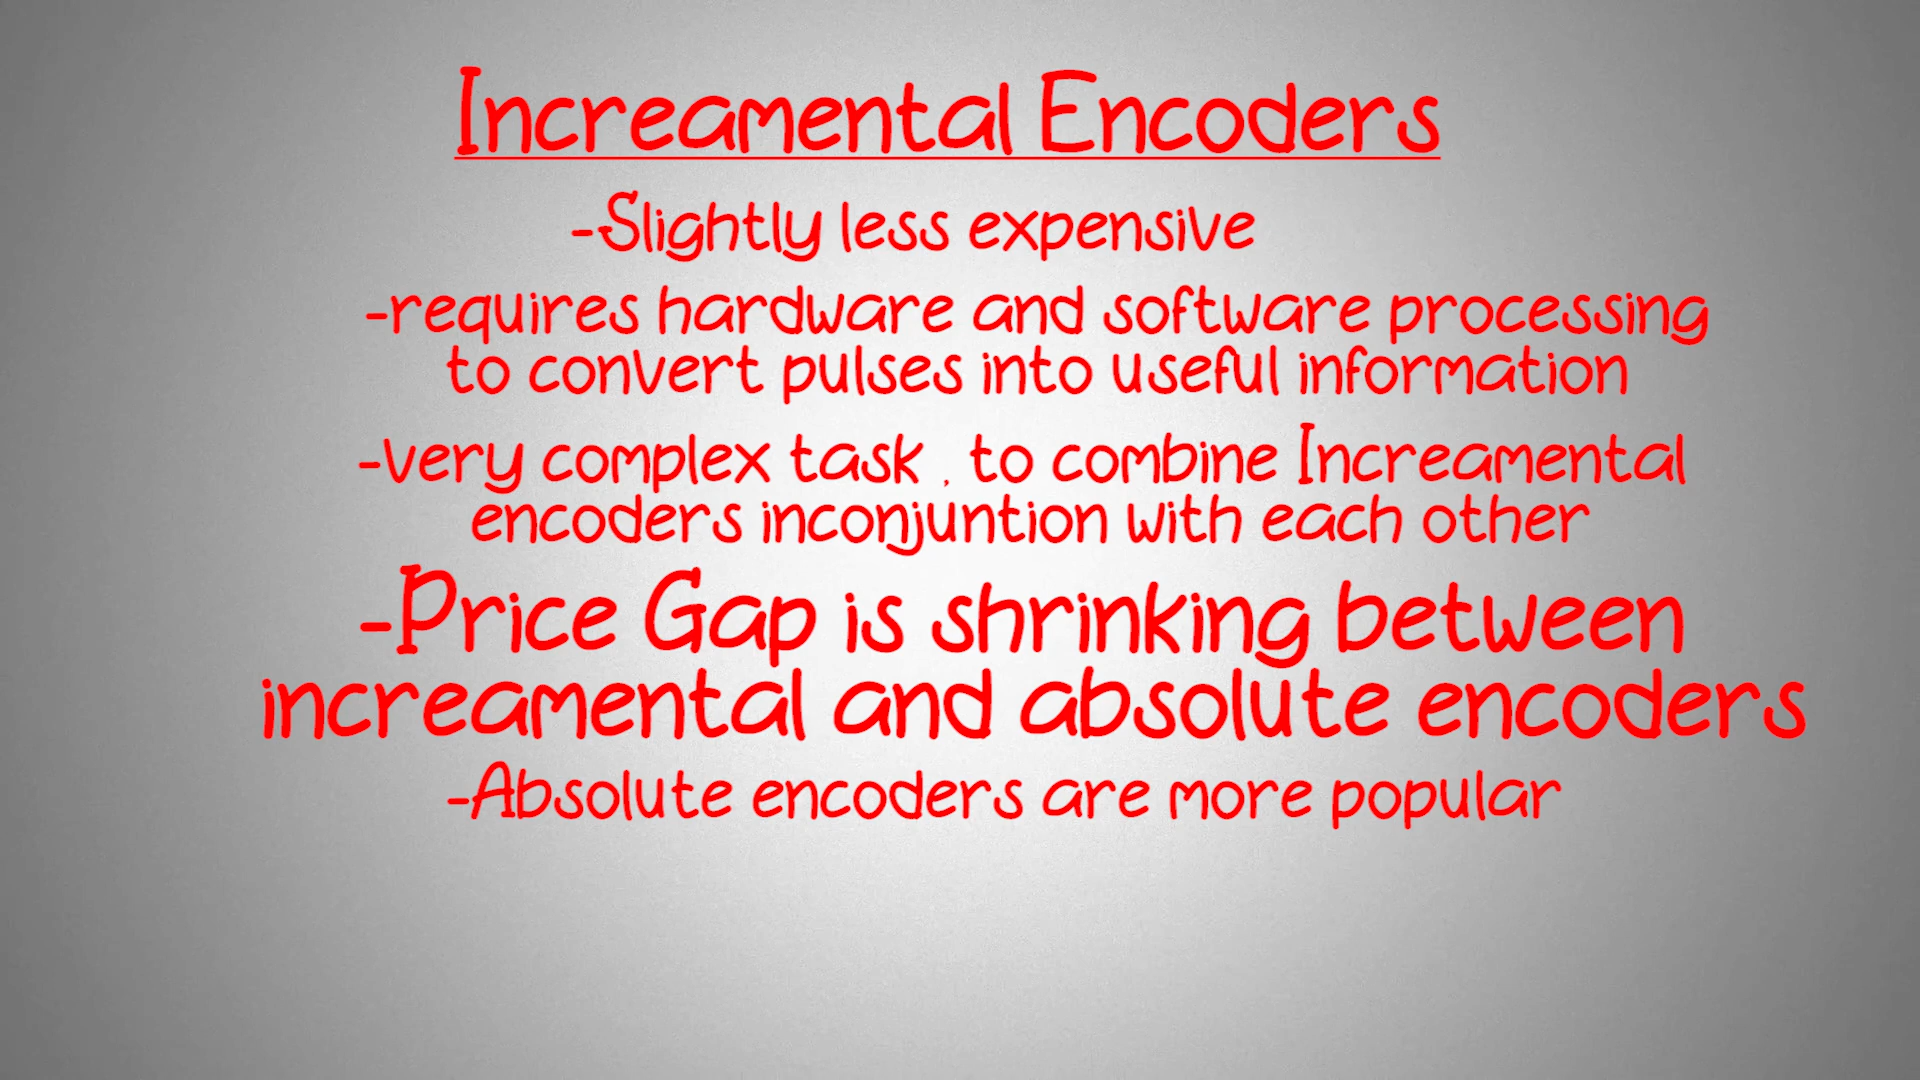 Increamental Encoders
-Slightly less expensive
-requires hardware and software processing
to convert pulses into useful information
-very complex task , to combine Increamental
encoders inconjuntion with each other
-Price Gap is shrinking between
increamental and absolute encoders
-Absolute encoders are more popular